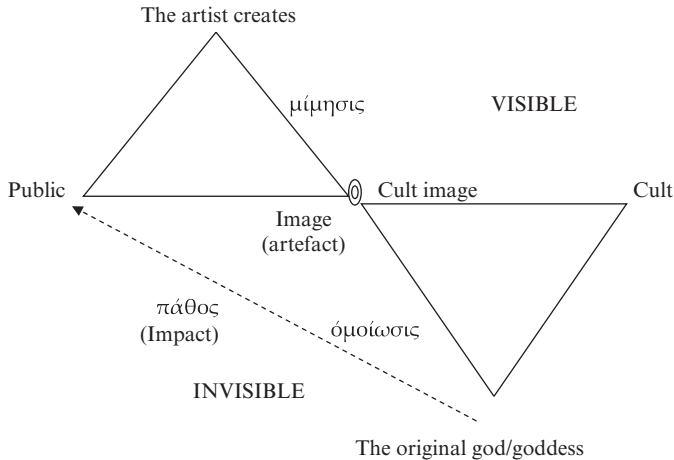 The artist creates
μίμησις
VISIBLE
Public
Cult image
Cult
Image
(artefact)
πάθος
(Impact)
ὁμοίωσις
INVISIBLE
The original god/goddess